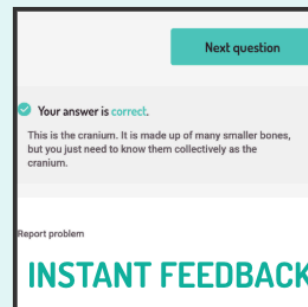 Next question
Your answer is correct.
This is the cranium. It is made up of many smaller bones,
but you just need to know them collectively as the
cranium.
Report problem
INSTANT FEEDBACK